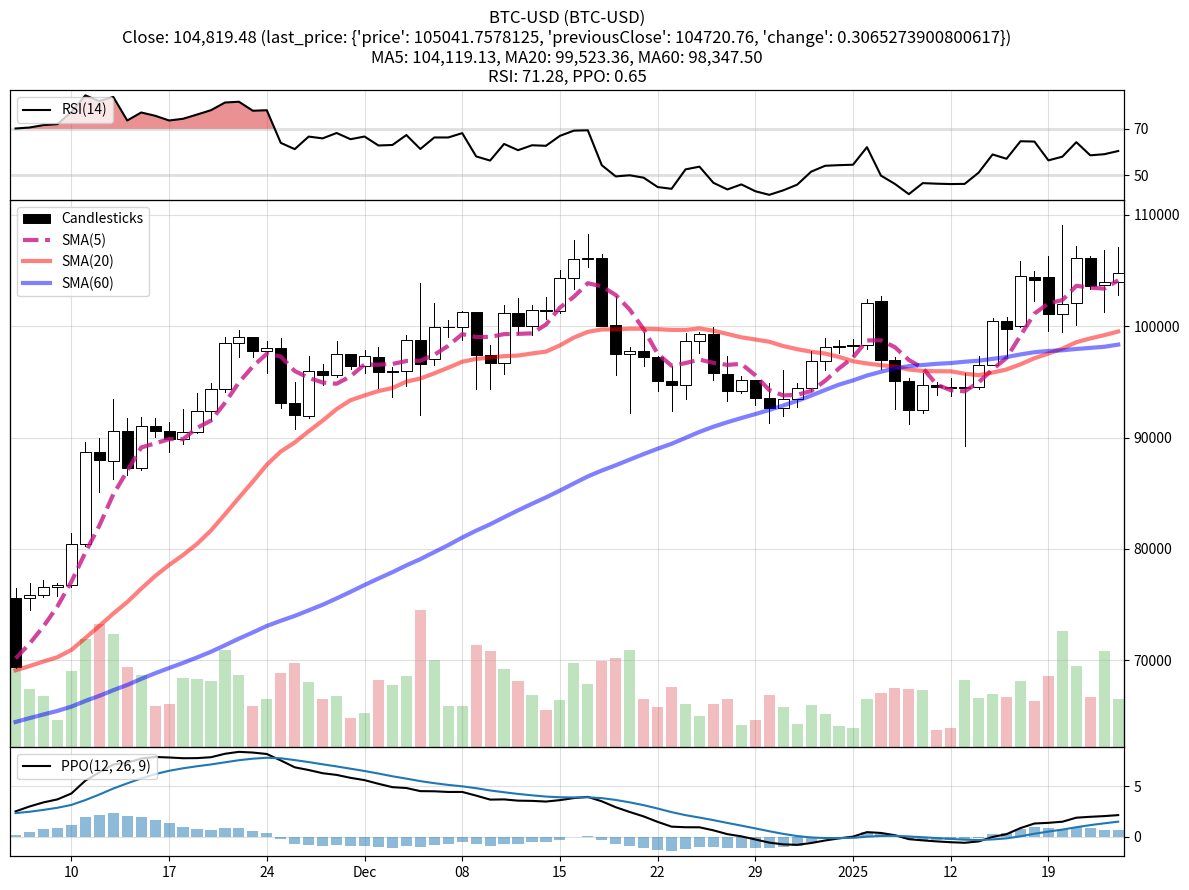 BTC-USD (BTC-USD)
Close: 104,819.48 (last_price: {'price': 105041.7578125, 'previousClose': 104720.76, 'change': 0.3065273900800617})
MA5: 104,119.13, MA20: 99,523.36, MA60: 98,347.50
RSI: 71.28, PPO: 0.65
RSI(14)
70
50
Candlesticks
SMA(5)
SMA(20)
SMA(60)
110000
100000
90000
80000
70000
PPO(12, 26, 9)
5
0
10 17 24 Dec 08 15 22 29 2025 12 19